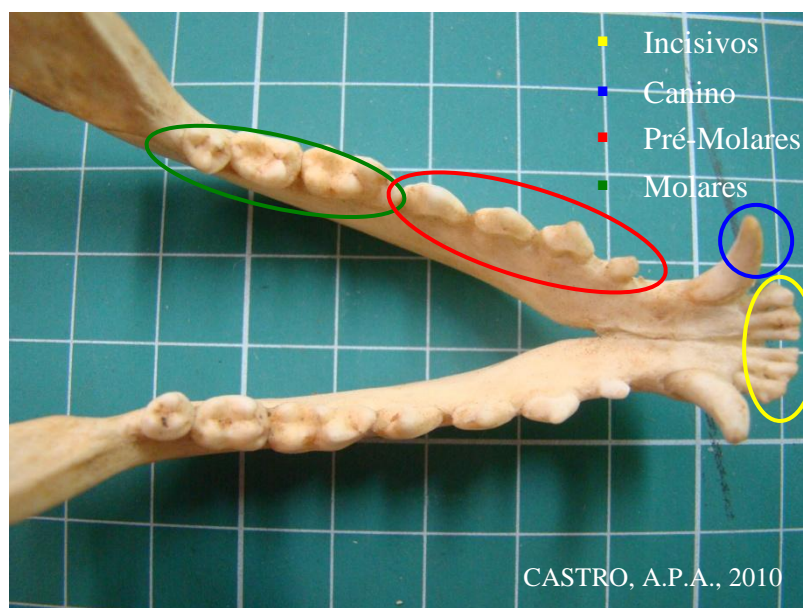 Incisivos
Canino
Pré-Molares
Molares
CASTRO, A.P.A., 2010